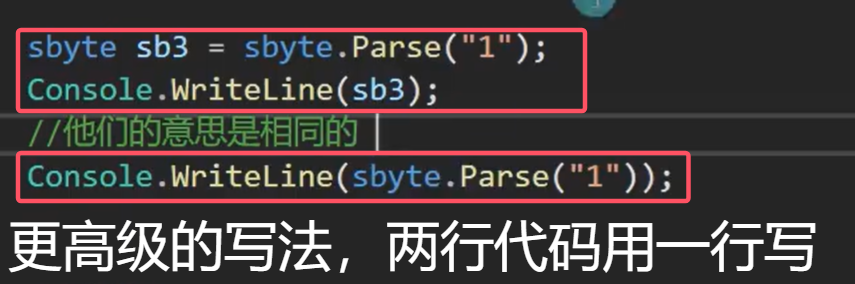 sbyte sb3 = sbyte.Parse("1");
Console.WriteLine(sb3);
//他们的意思是相同的
Console.WriteLine(sbyte.Parse("1"));
更高级的写法，两行代码用一行写